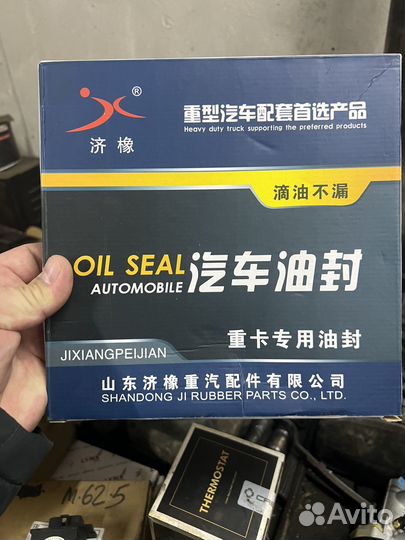 ®
济橡
重型汽车配套首选产品
Heavy duty truck supporting the preferred products
滴油不漏
OIL SEAL
AUTOMOBILE
汽车油封
重卡专用油封
JIXIANGPEIJIAN
山东济橡重汽配件有限公司
SHANDONG JI RUBBER PARTS CO., LTD.
M-62-5
THERMOSTAT
Avito